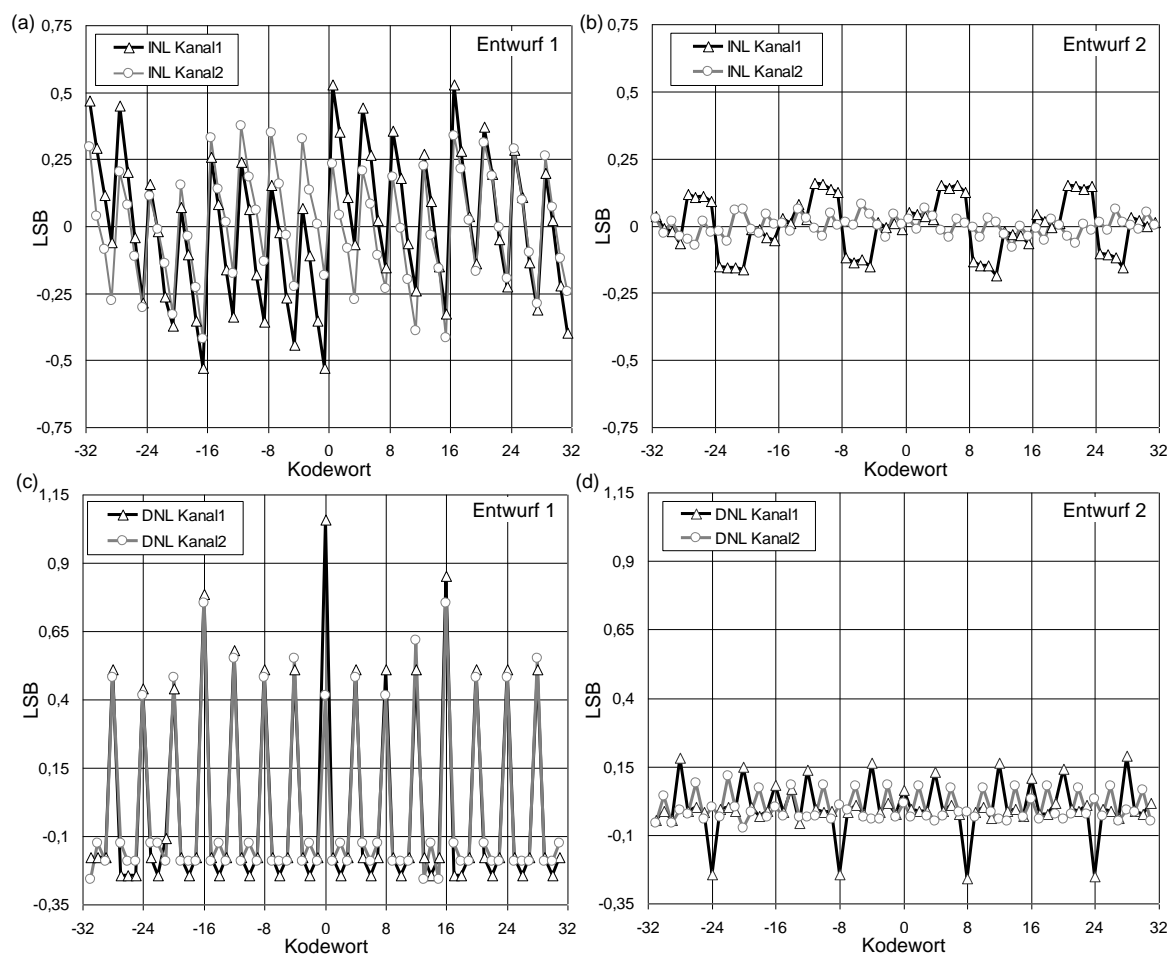 (a)
0,75
0,5
0,25
0
-0,25
-0,5
-0,75
LSB
INL Kanal1
INL Kanal2
Entwurf 1
-32 -24 -16 -8 0 8 16 24 32
Kodewort
(b)
0,75
0,5
0,25
0
-0,25
-0,5
-0,75
LSB
INL Kanal1
INL Kanal2
Entwurf 2
-32 -24 -16 -8 0 8 16 24 32
Kodewort
(c)
1,15
0,9
0,65
0,4
0,15
-0,1
-0,35
LSB
DNL Kanal1
DNL Kanal2
Entwurf 1
-32 -24 -16 -8 0 8 16 24 32
Kodewort
(d)
1,15
0,9
0,65
0,4
0,15
-0,1
-0,35
LSB
DNL Kanal1
DNL Kanal2
Entwurf 2
-32 -24 -16 -8 0 8 16 24 32
Kodewort